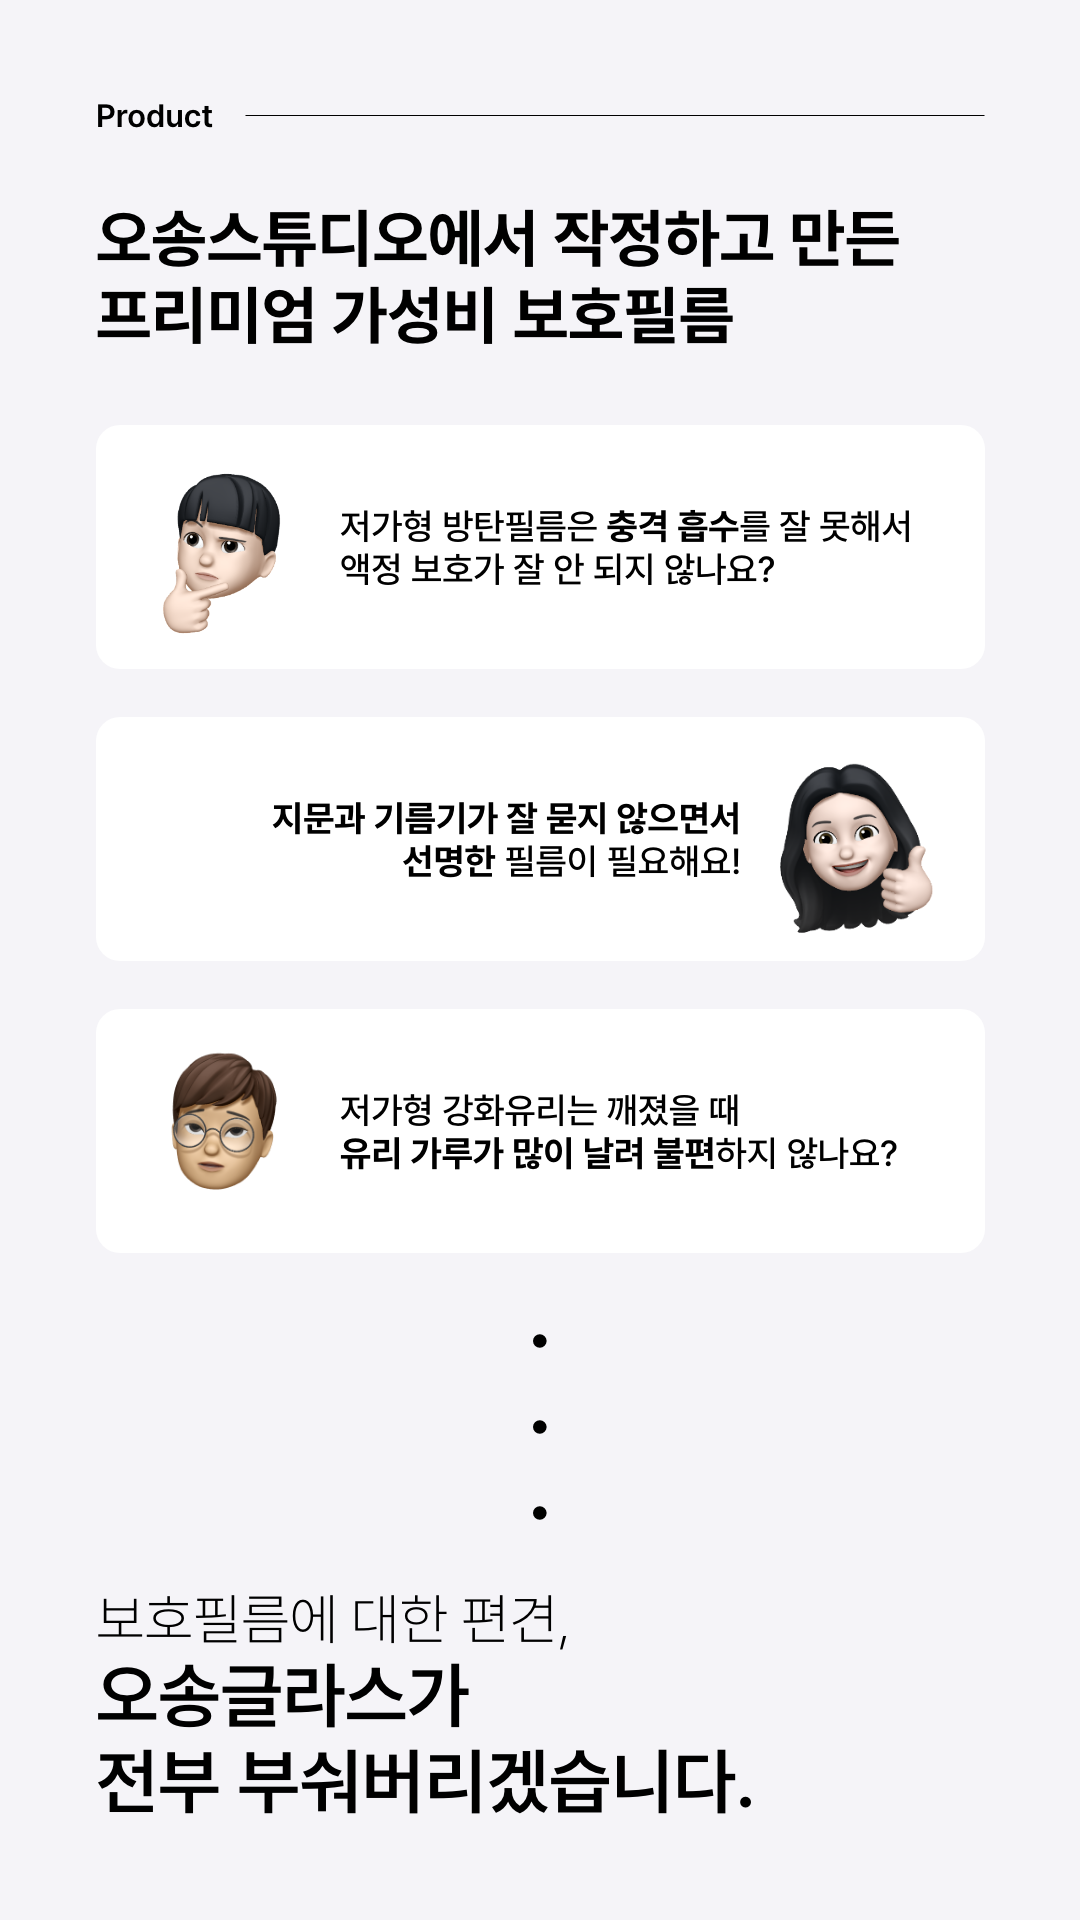 Product
오송스튜디오에서 작정하고 만든
프리미엄 가성비 보호필름
저가형 방탄필름은 충격 흡수를 잘 못해서
액정 보호가 잘 안 되지 않나요?
지문과 기름기가 잘 묻지 않으면서
선명한 필름이 필요해요!
저가형 강화유리는 깨졌을 때
유리 가루가 많이 날려 불편하지 않나요?
보호필름에 대한 편견,
오송글라스가
전부 부숴버리겠습니다.